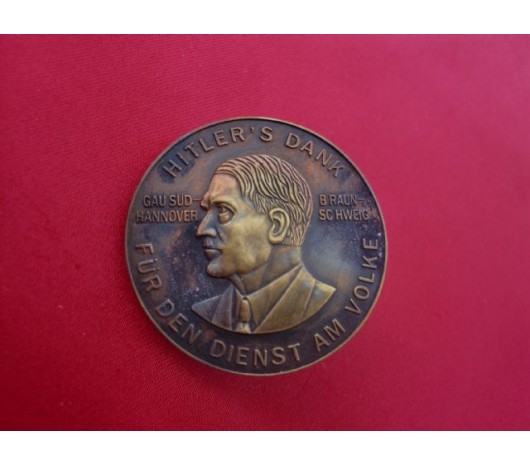 HITLER'S DANK
GAU SUD-
HANNOVER
BRAUN-
SCHWEIG
FÜR DEN DIENST AM VOLKE